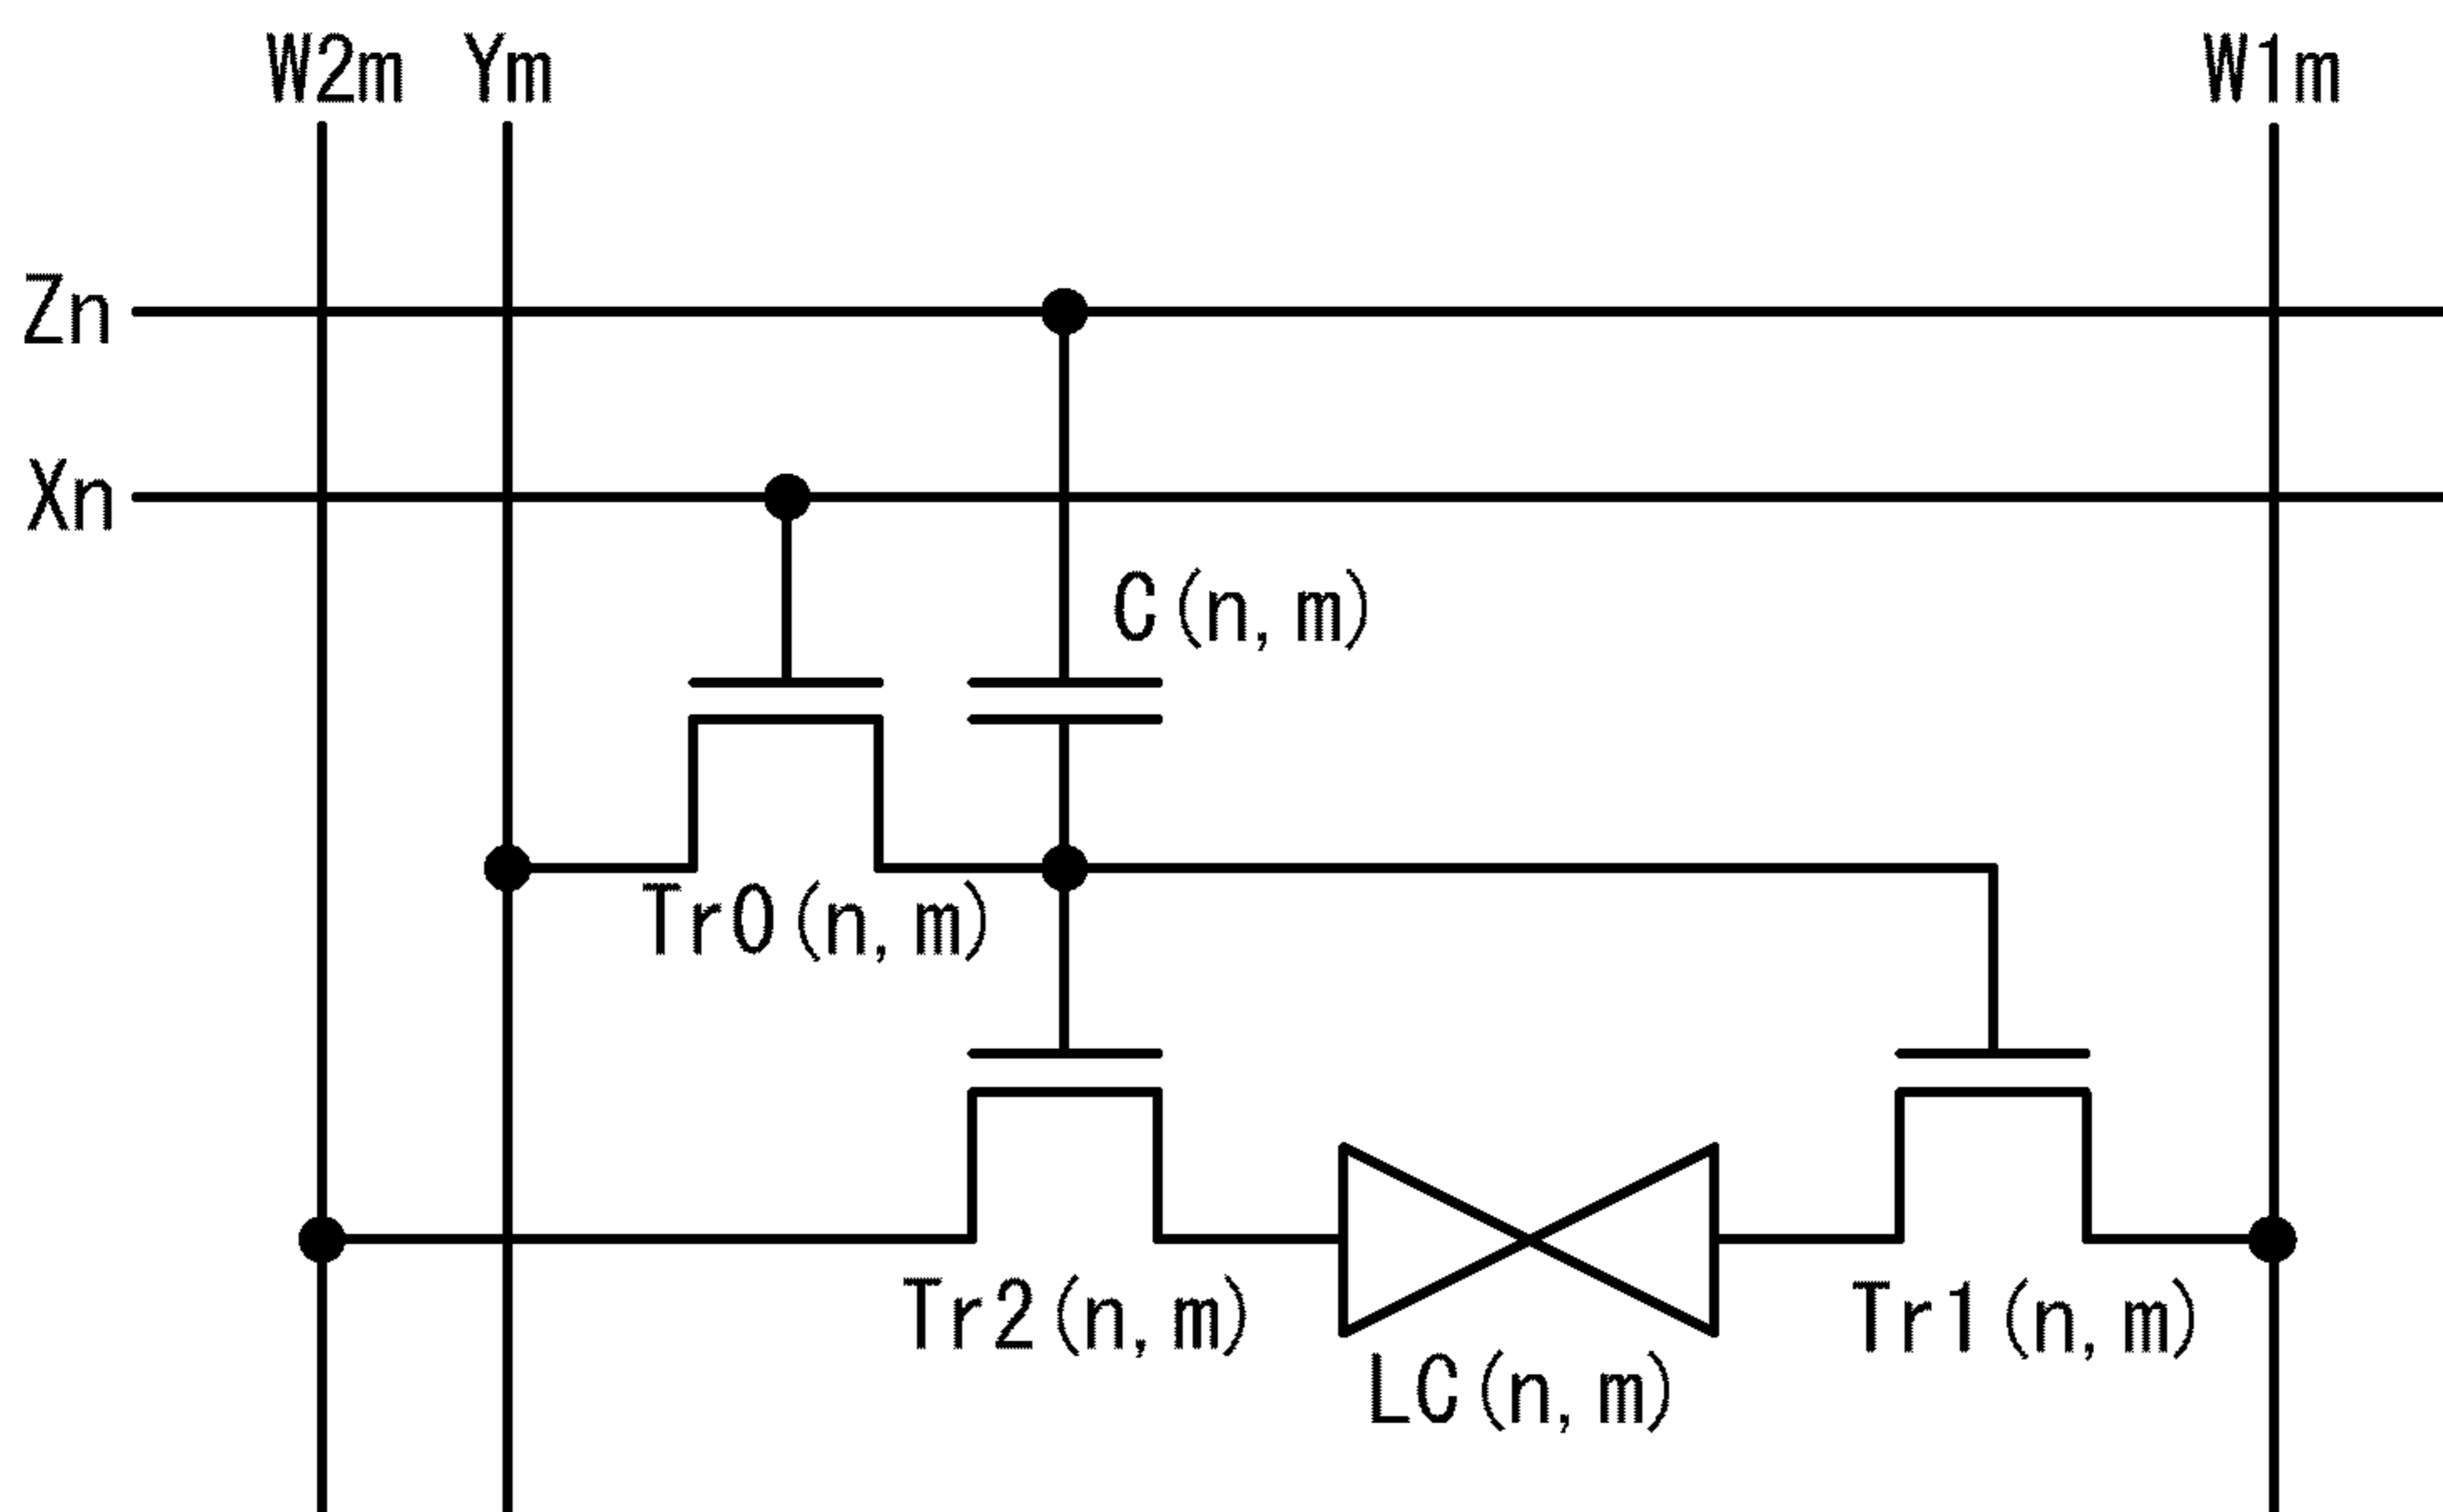 W2m Ym W1m
Zn
Xn
C(n,m)
Tr0(n,m)
Tr2(n,m)
Tr1(n,m)
LC(n,m)